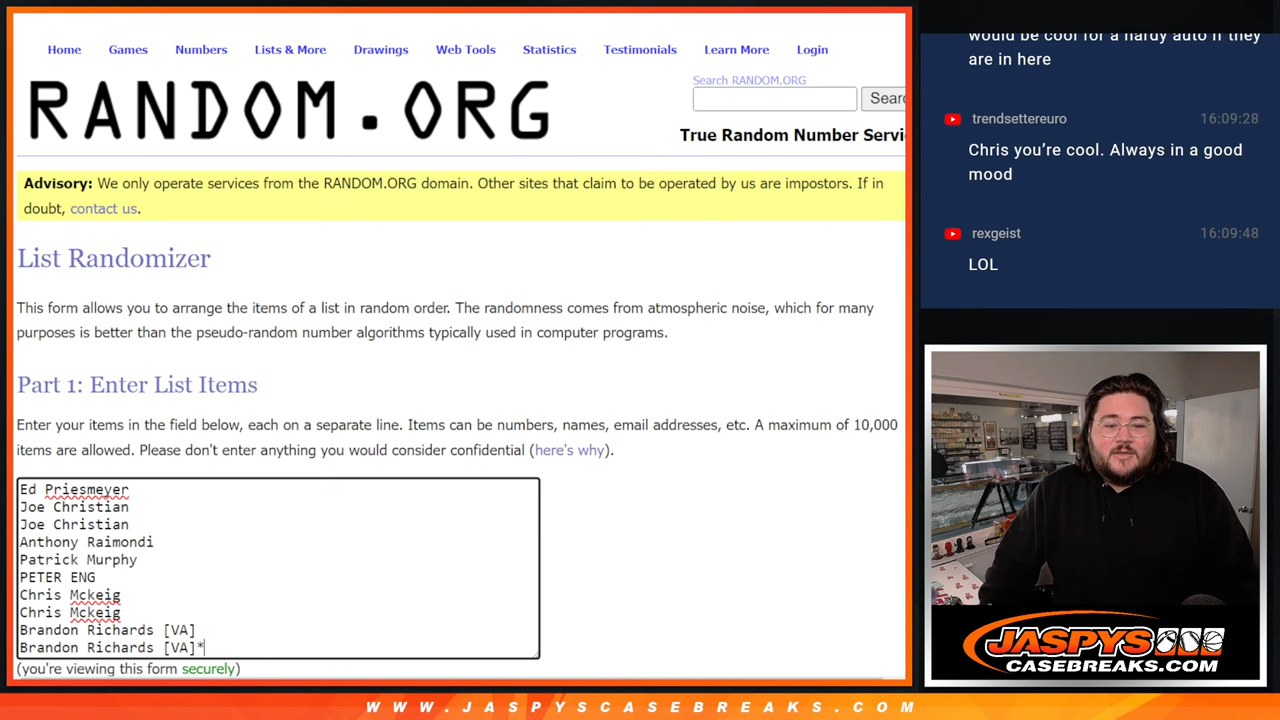 Home Games Numbers Lists & More Drawings Web Tools Statistics Testimonials Learn More Login
RANDOM.ORG
Search RANDOM.ORG
Searc
True Random Number Servi
Advisory: We only operate services from the RANDOM.ORG domain. Other sites that claim to be operated by us are impostors. If in
doubt, contact us.
List Randomizer
This form allows you to arrange the items of a list in random order. The randomness comes from atmospheric noise, which for many
purposes is better than the pseudo-random number algorithms typically used in computer programs.
Part 1: Enter List Items
Enter your items in the field below, each on a separate line. Items can be numbers, names, email addresses, etc. A maximum of 10,000
items are allowed. Please don't enter anything you would consider confidential (here's why).
Ed Priesmeyer
Joe Christian
Joe Christian
Anthony Raimondi
Patrick Murphy
PETER ENG
Chris Mckeig
Chris Mckeig
Brandon Richards [VA]
Brandon Richards [VA]*
(you're viewing this form securely)
would be cool for a hardy auto if they
are in here
trendsettereuro 16:09:28
Chris you’re cool. Always in a good
mood
rexgeist 16:09:48
LOL
JASPYS
CASEBREAKS.COM
WWW.JASPYSCASEBREAKS.COM